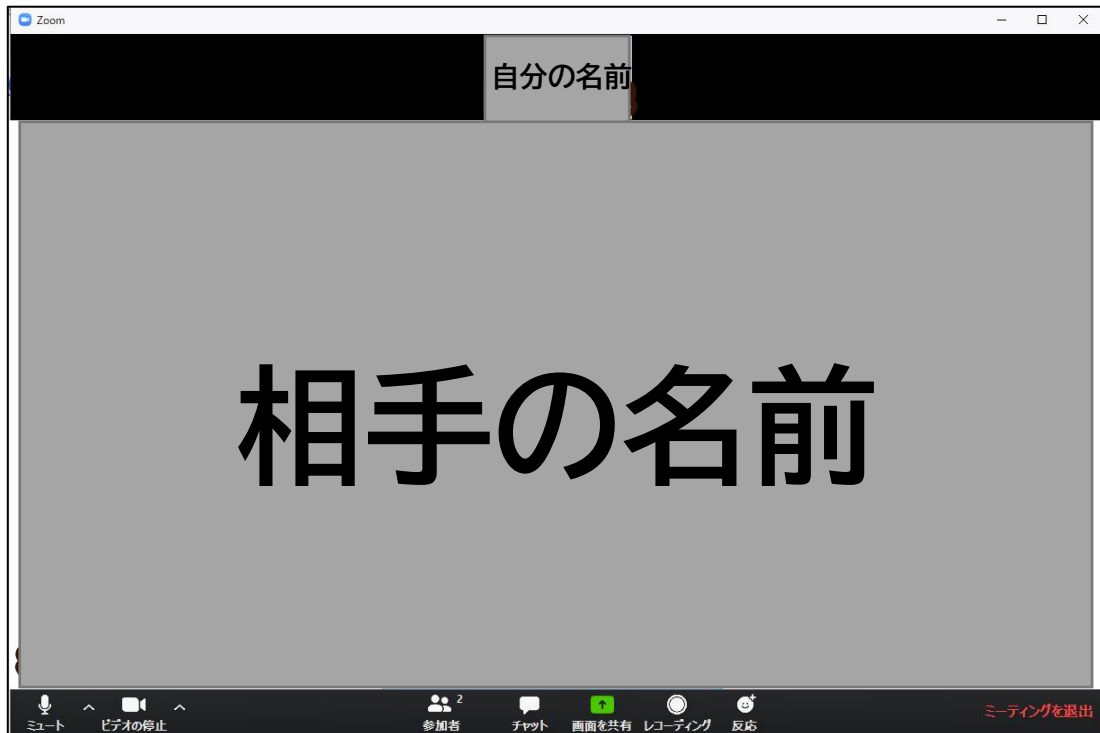 Zoom
自分の名前
相手の名前
ミュート
ビデオの停止
2
参加者
チャット
画面を共有
レコーディング
反応
ミーティングを退出